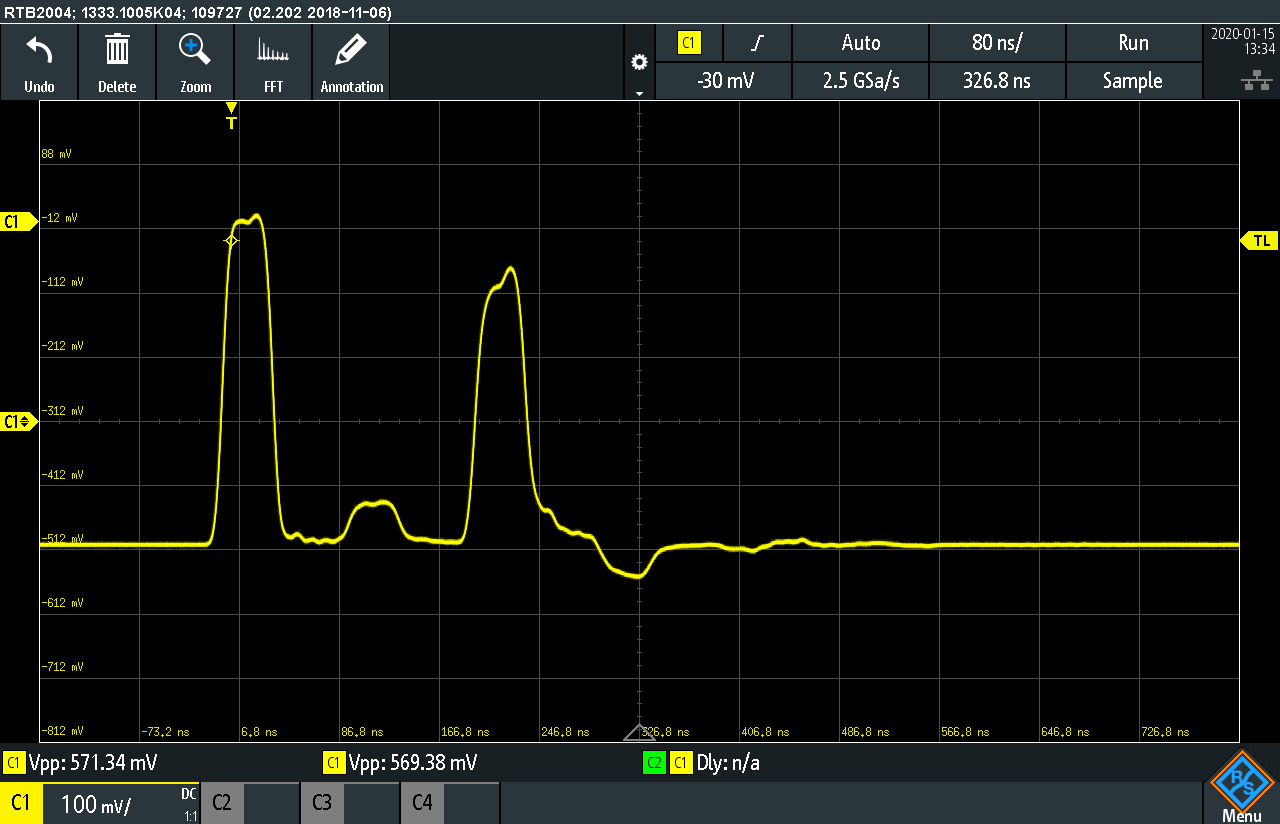 RTB2004; 1333.1005K04; 109727 (02.202 2018-11-06)
Undo
Delete
Zoom
FFT
Annotation
C1
Auto
80 ns/
Run
-30 mV
2.5 GSa/s
326.8 ns
Sample
2020-01-15
13:34
T
88 mV
C1
-12 mV
TL
-112 mV
-212 mV
-312 mV
C1
-412 mV
-512 mV
-612 mV
-712 mV
-812 mV
-73.2 ns
6.8 ns
86.8 ns
166.8 ns
246.8 ns
326.8 ns
406.8 ns
486.8 ns
566.8 ns
646.8 ns
726.8 ns
C1 Vpp: 571.34 mV
C1 Vpp: 569.38 mV
C2 C1 Dly: n/a
C1
100 mV/
DC
1:1
C2
C3
C4
R&S
Menu